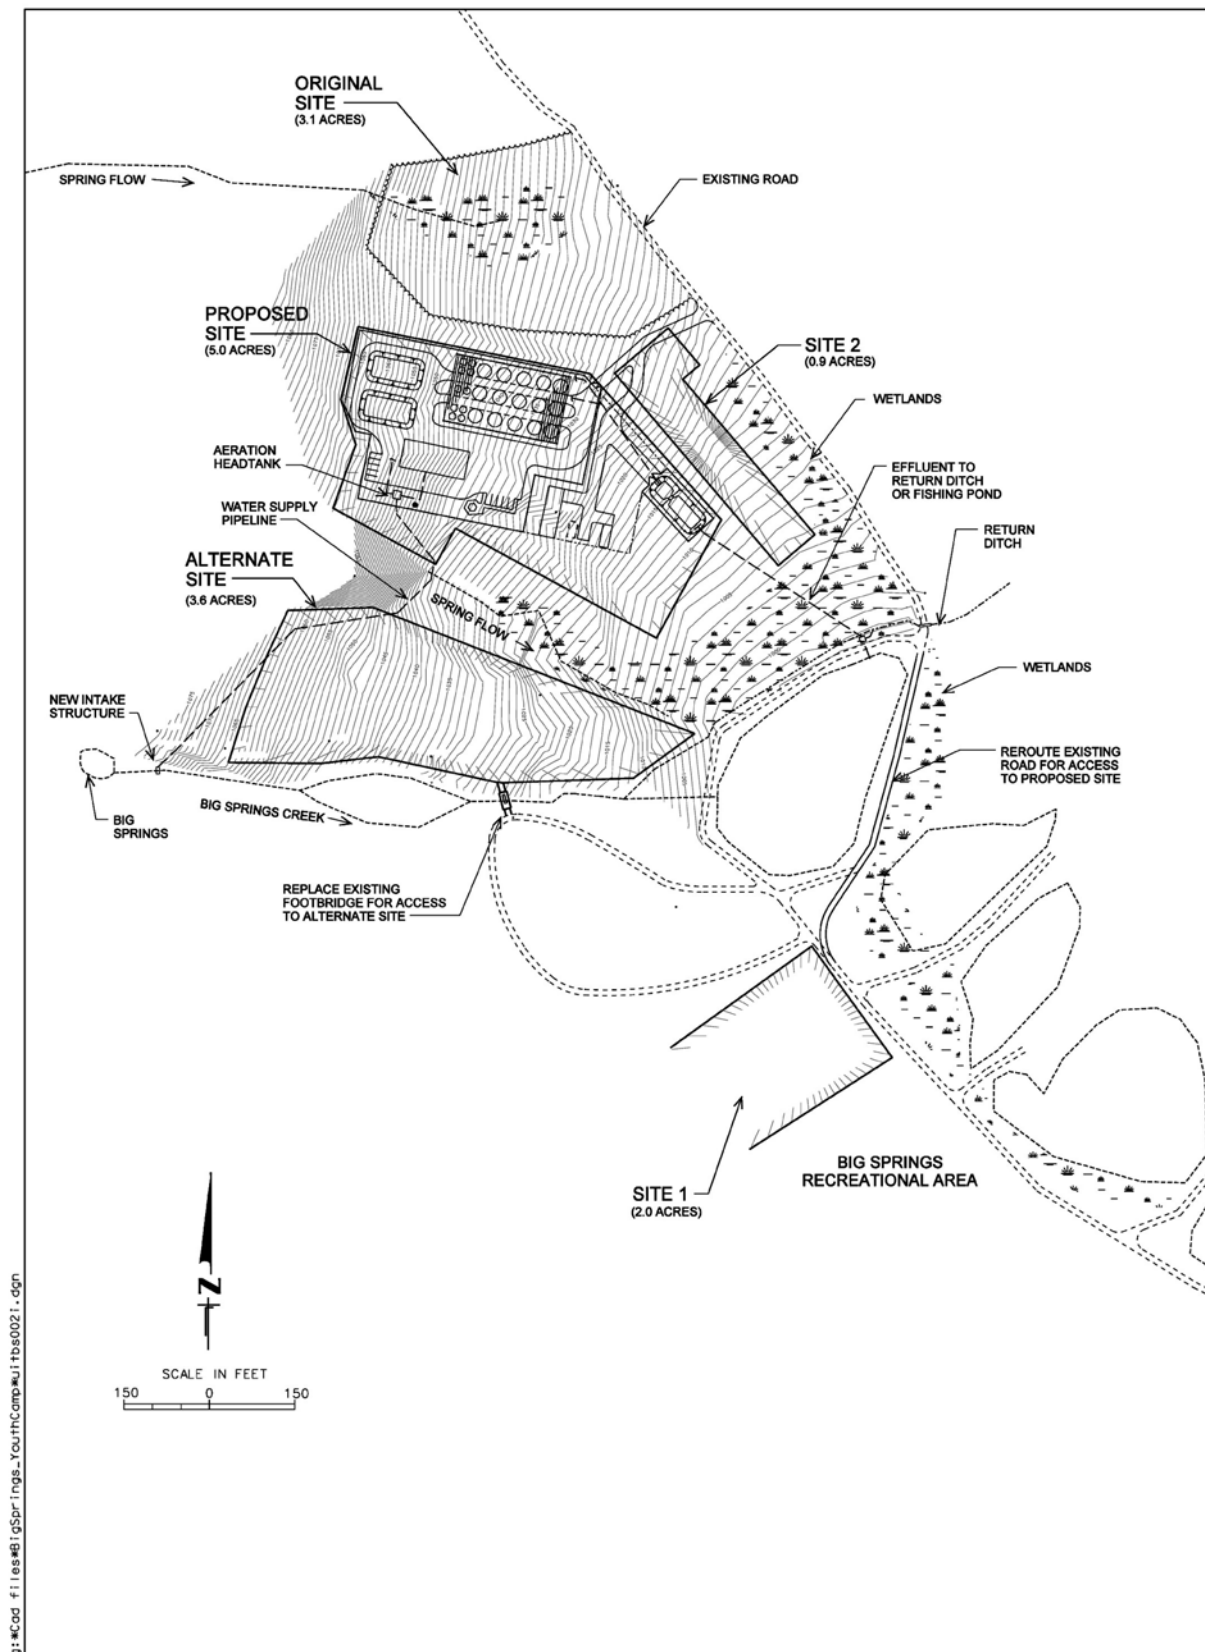 ORIGINAL
SITE
(3.1 ACRES)
SPRING FLOW
EXISTING ROAD
PROPOSED
SITE
(5.0 ACRES)
SITE 2
(0.9 ACRES)
WETLANDS
AERATION
HEADTANK
EFFLUENT TO
RETURN DITCH
OR FISHING POND
WATER SUPPLY
PIPELINE
RETURN
DITCH
ALTERNATE
SITE
(3.6 ACRES)
SPRING FLOW
WETLANDS
NEW INTAKE
STRUCTURE
REROUTE EXISTING
ROAD FOR ACCESS
TO PROPOSED SITE
BIG SPRINGS CREEK
BIG
SPRINGS
REPLACE EXISTING
FOOTBRIDGE FOR ACCESS
TO ALTERNATE SITE
BIG SPRINGS
RECREATIONAL AREA
SITE 1
(2.0 ACRES)
N
SCALE IN FEET
150 0 150